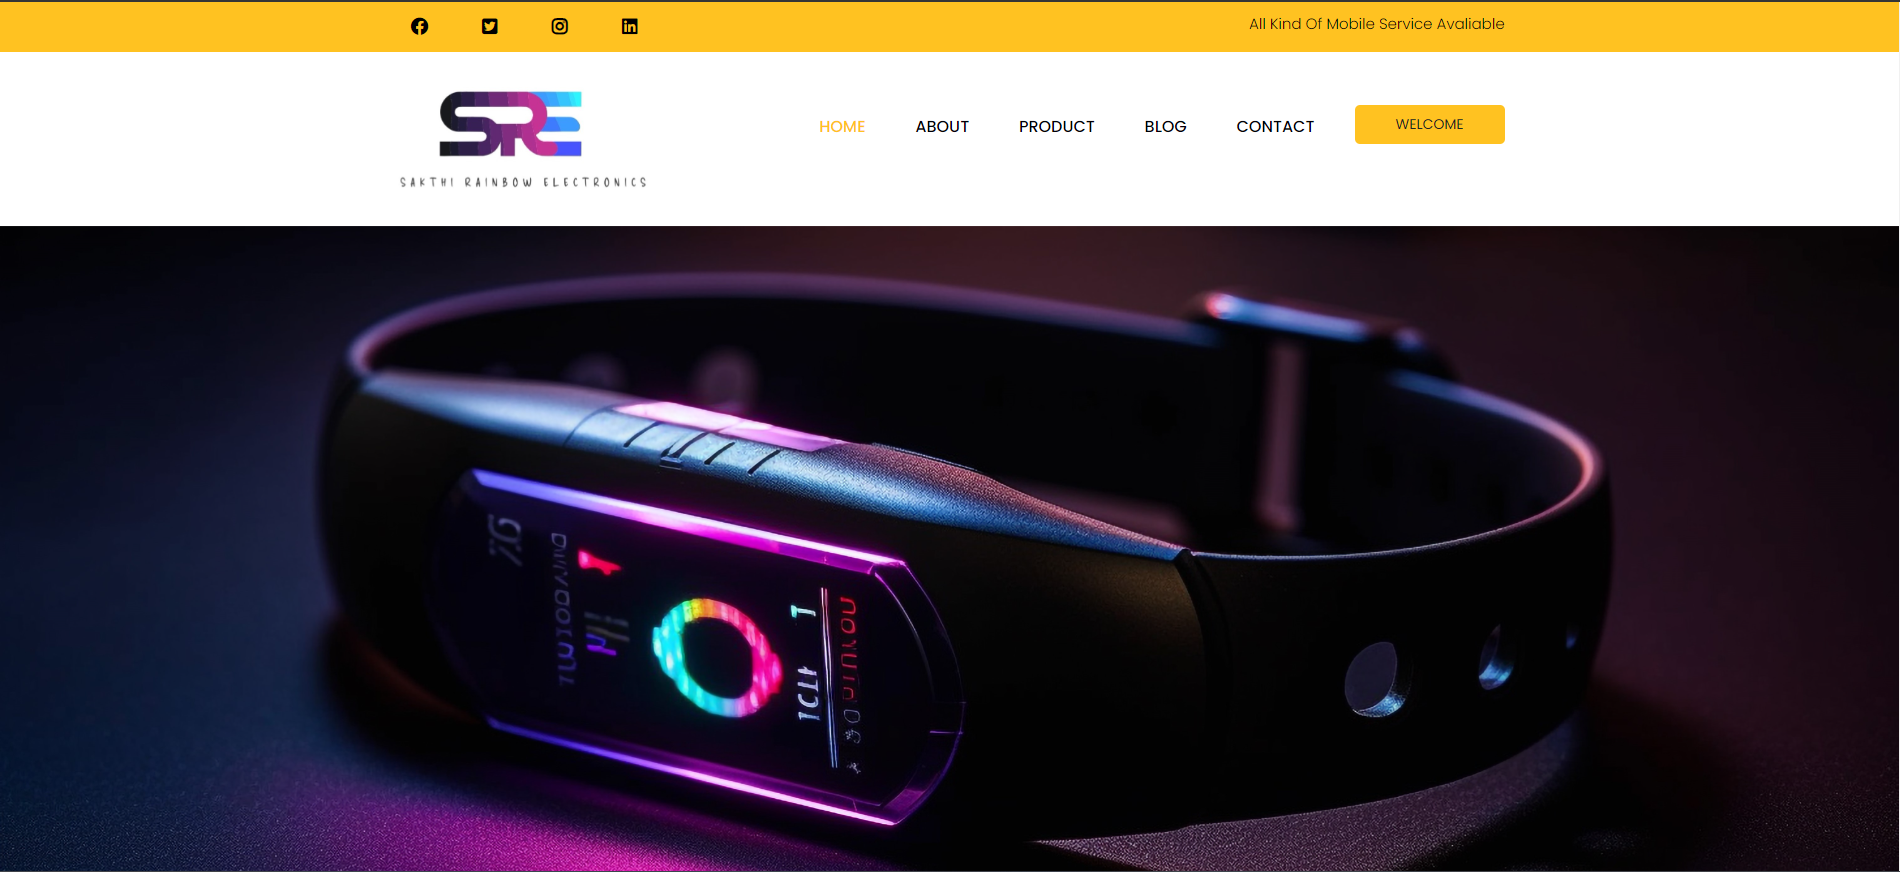 All Kind Of Mobile Service Avaliable
SRE
SAKTHI RAINBOW ELECTRONICS
HOME ABOUT PRODUCT BLOG CONTACT WELCOME